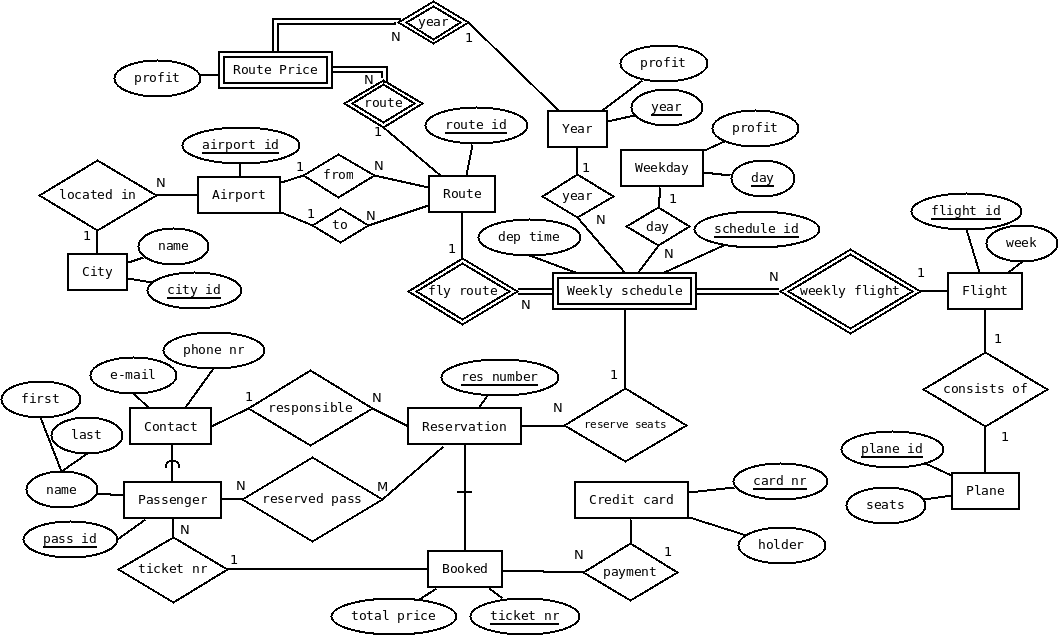 year
N
1
Route Price
profit
N
profit
route
year
1
route id
Year
profit
airport id
Weekday
1
N
1
day
located in
N
Airport
from
Route
year
1
1
to
N
N
day
schedule id
flight id
1
name
1
dep time
N
week
City
N
1
city id
fly route
N
Weekly schedule
weekly flight
Flight
1
phone nr
e-mail
res number
1
consists of
first
1
N
N
last
Contact
responsible
Reservation
reserve seats
1
plane id
name
N
M
card nr
Passenger
reserved pass
Credit card
Plane
seats
pass id
N
holder
1
N
1
ticket nr
Booked
payment
total price
ticket nr